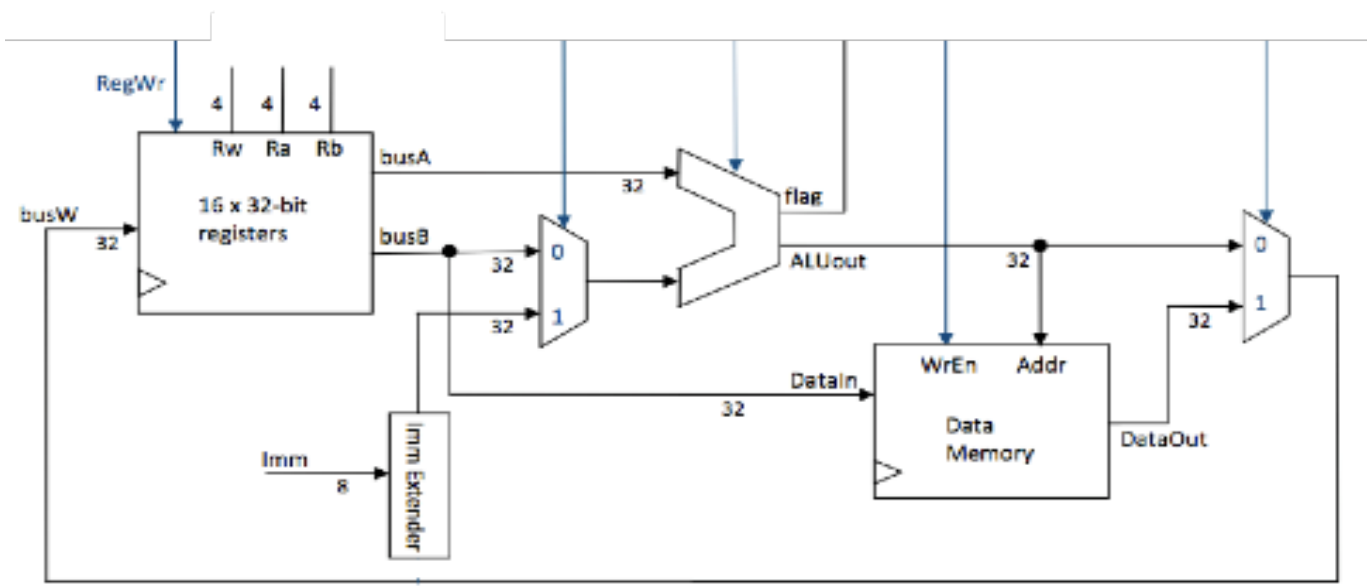 RegWr
4
4
4
Rw
Ra
Rb
busA
32
flag
16 x 32-bit
registers
busW
32
busB
32
0
ALUout
32
0
32
1
32
1
WrEn
Addr
DataIn
32
Data
Memory
DataOut
Imm
8
Imm Extender